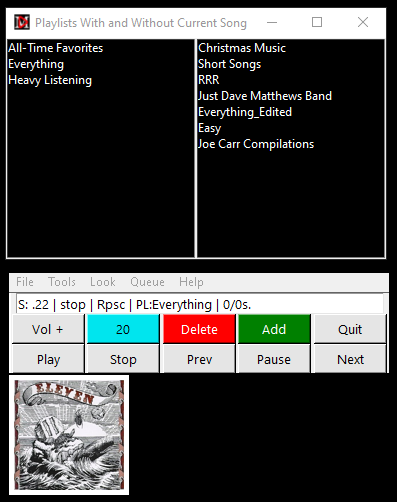 Playlists With and Without Current Song
All-Time Favorites
Everything
Heavy Listening
Christmas Music
Short Songs
RRR
Just Dave Matthews Band
Everything_Edited
Easy
Joe Carr Compilations
File Tools Look Queue Help
S: .22 | stop | Rpsc | PL:Everything | 0/0s.
Vol + 20 Delete Add Quit
Play Stop Prev Pause Next
ELEVEN